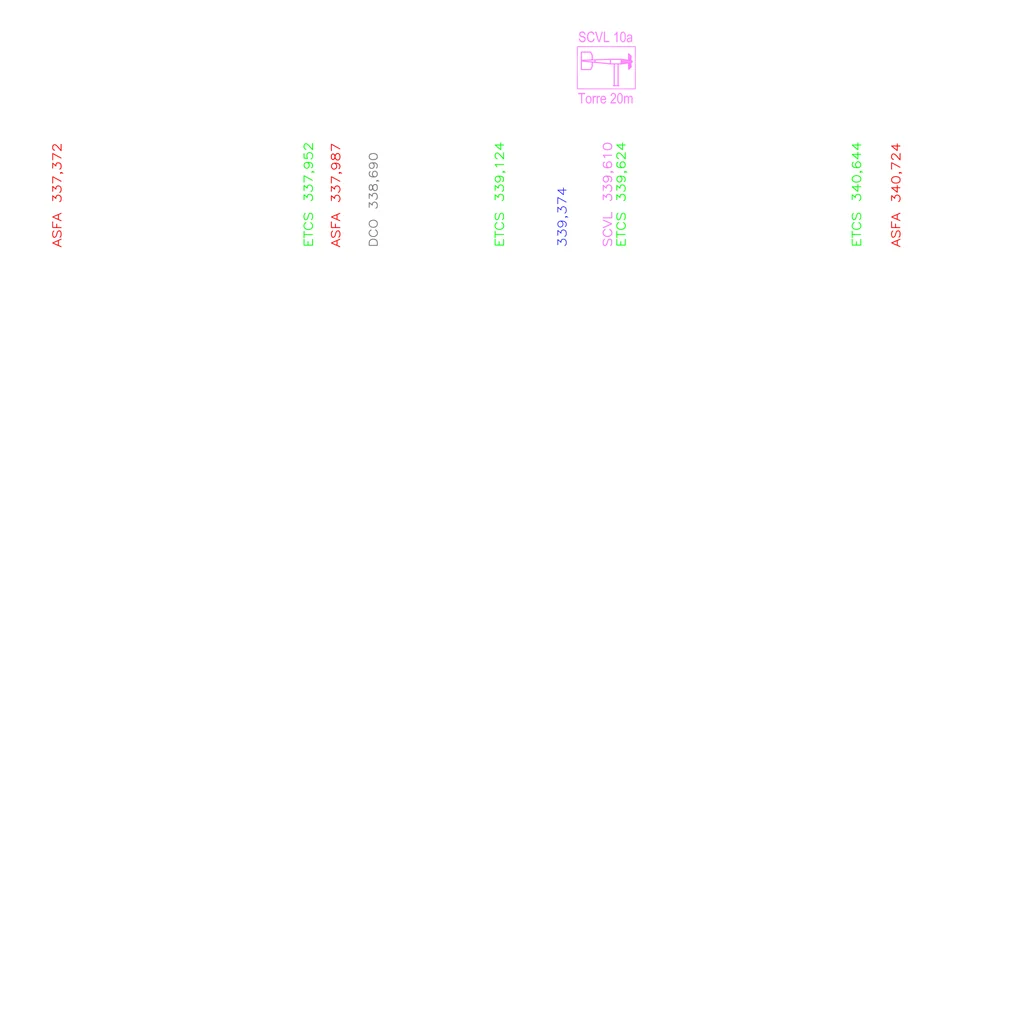 SCVL 10a
Torre 20m
ASFA 337,372
ETCS 337,952
ASFA 337,987
DCO 338,690
ETCS 339,124
339,374
SCVL 339,610
ETCS 339,624
ETCS 340,644
ASFA 340,724